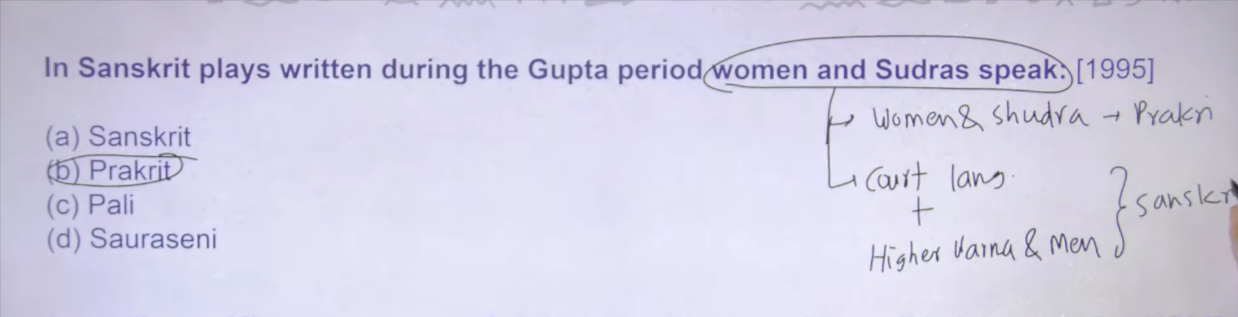 In Sanskrit plays written during the Gupta period women and Sudras speak: [1995]
(a) Sanskrit
(b) Prakrit
(c) Pali
(d) Sauraseni
Women & shudra → Prakri
Court lang.
+
Higher Varna & Men
} sanskr